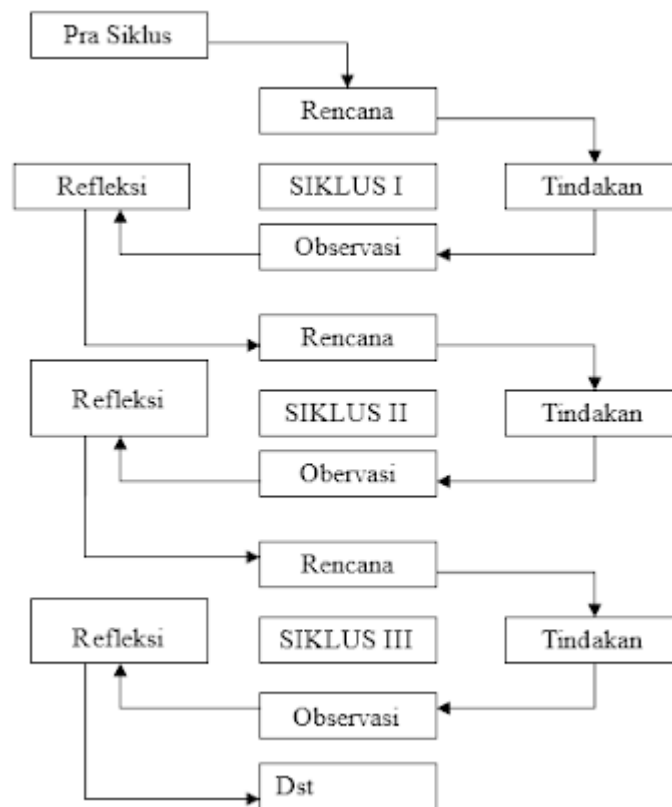 Pra Siklus
Rencana
Refleksi
SIKLUS I
Tindakan
Observasi
Rencana
Refleksi
SIKLUS II
Tindakan
Obervasi
Rencana
Refleksi
SIKLUS III
Tindakan
Observasi
Dst